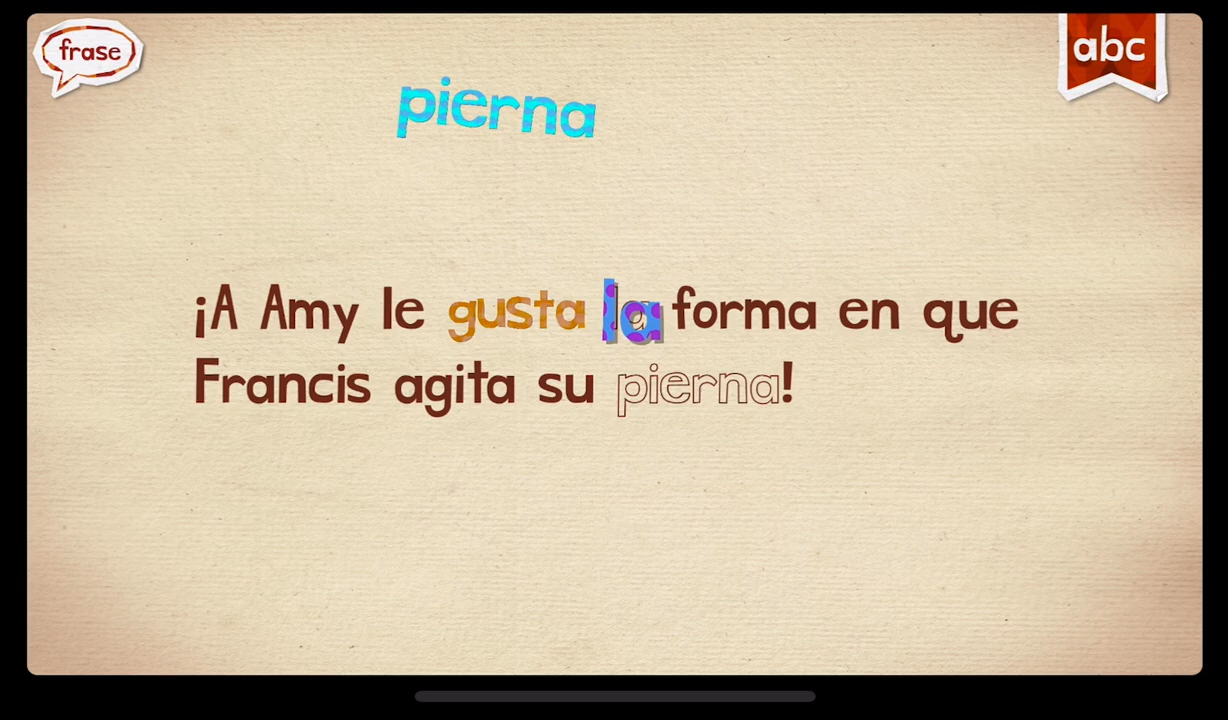 frase
abc
pierna
¡A Amy le gusta la forma en que
Francis agita su pierna!